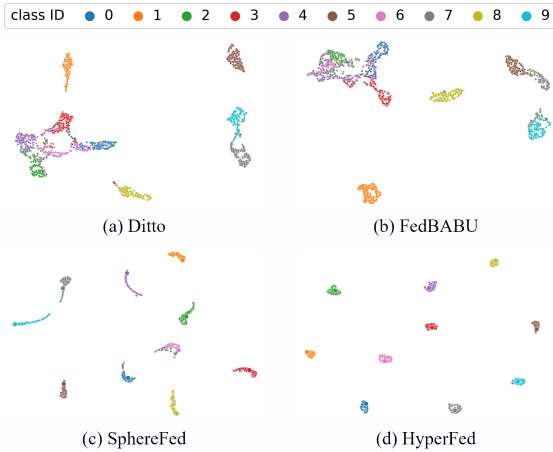 class ID 0 1 2 3 4 5 6 7 8 9
(a) Ditto
(b) FedBABU
(c) SphereFed
(d) HyperFed